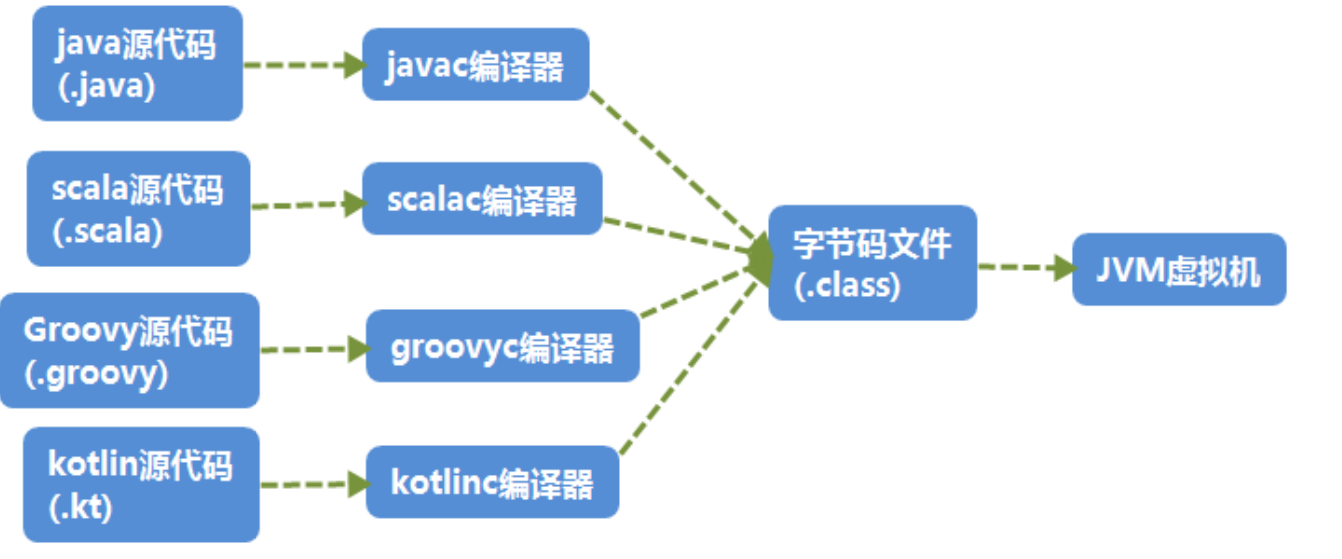 java源代码
(.java)
javac编译器
scala源代码
(.scala)
scalac编译器
字节码文件
(.class)
JVM虚拟机
Groovy源代码
(.groovy)
groovyc编译器
kotlin源代码
(.kt)
kotlinc编译器